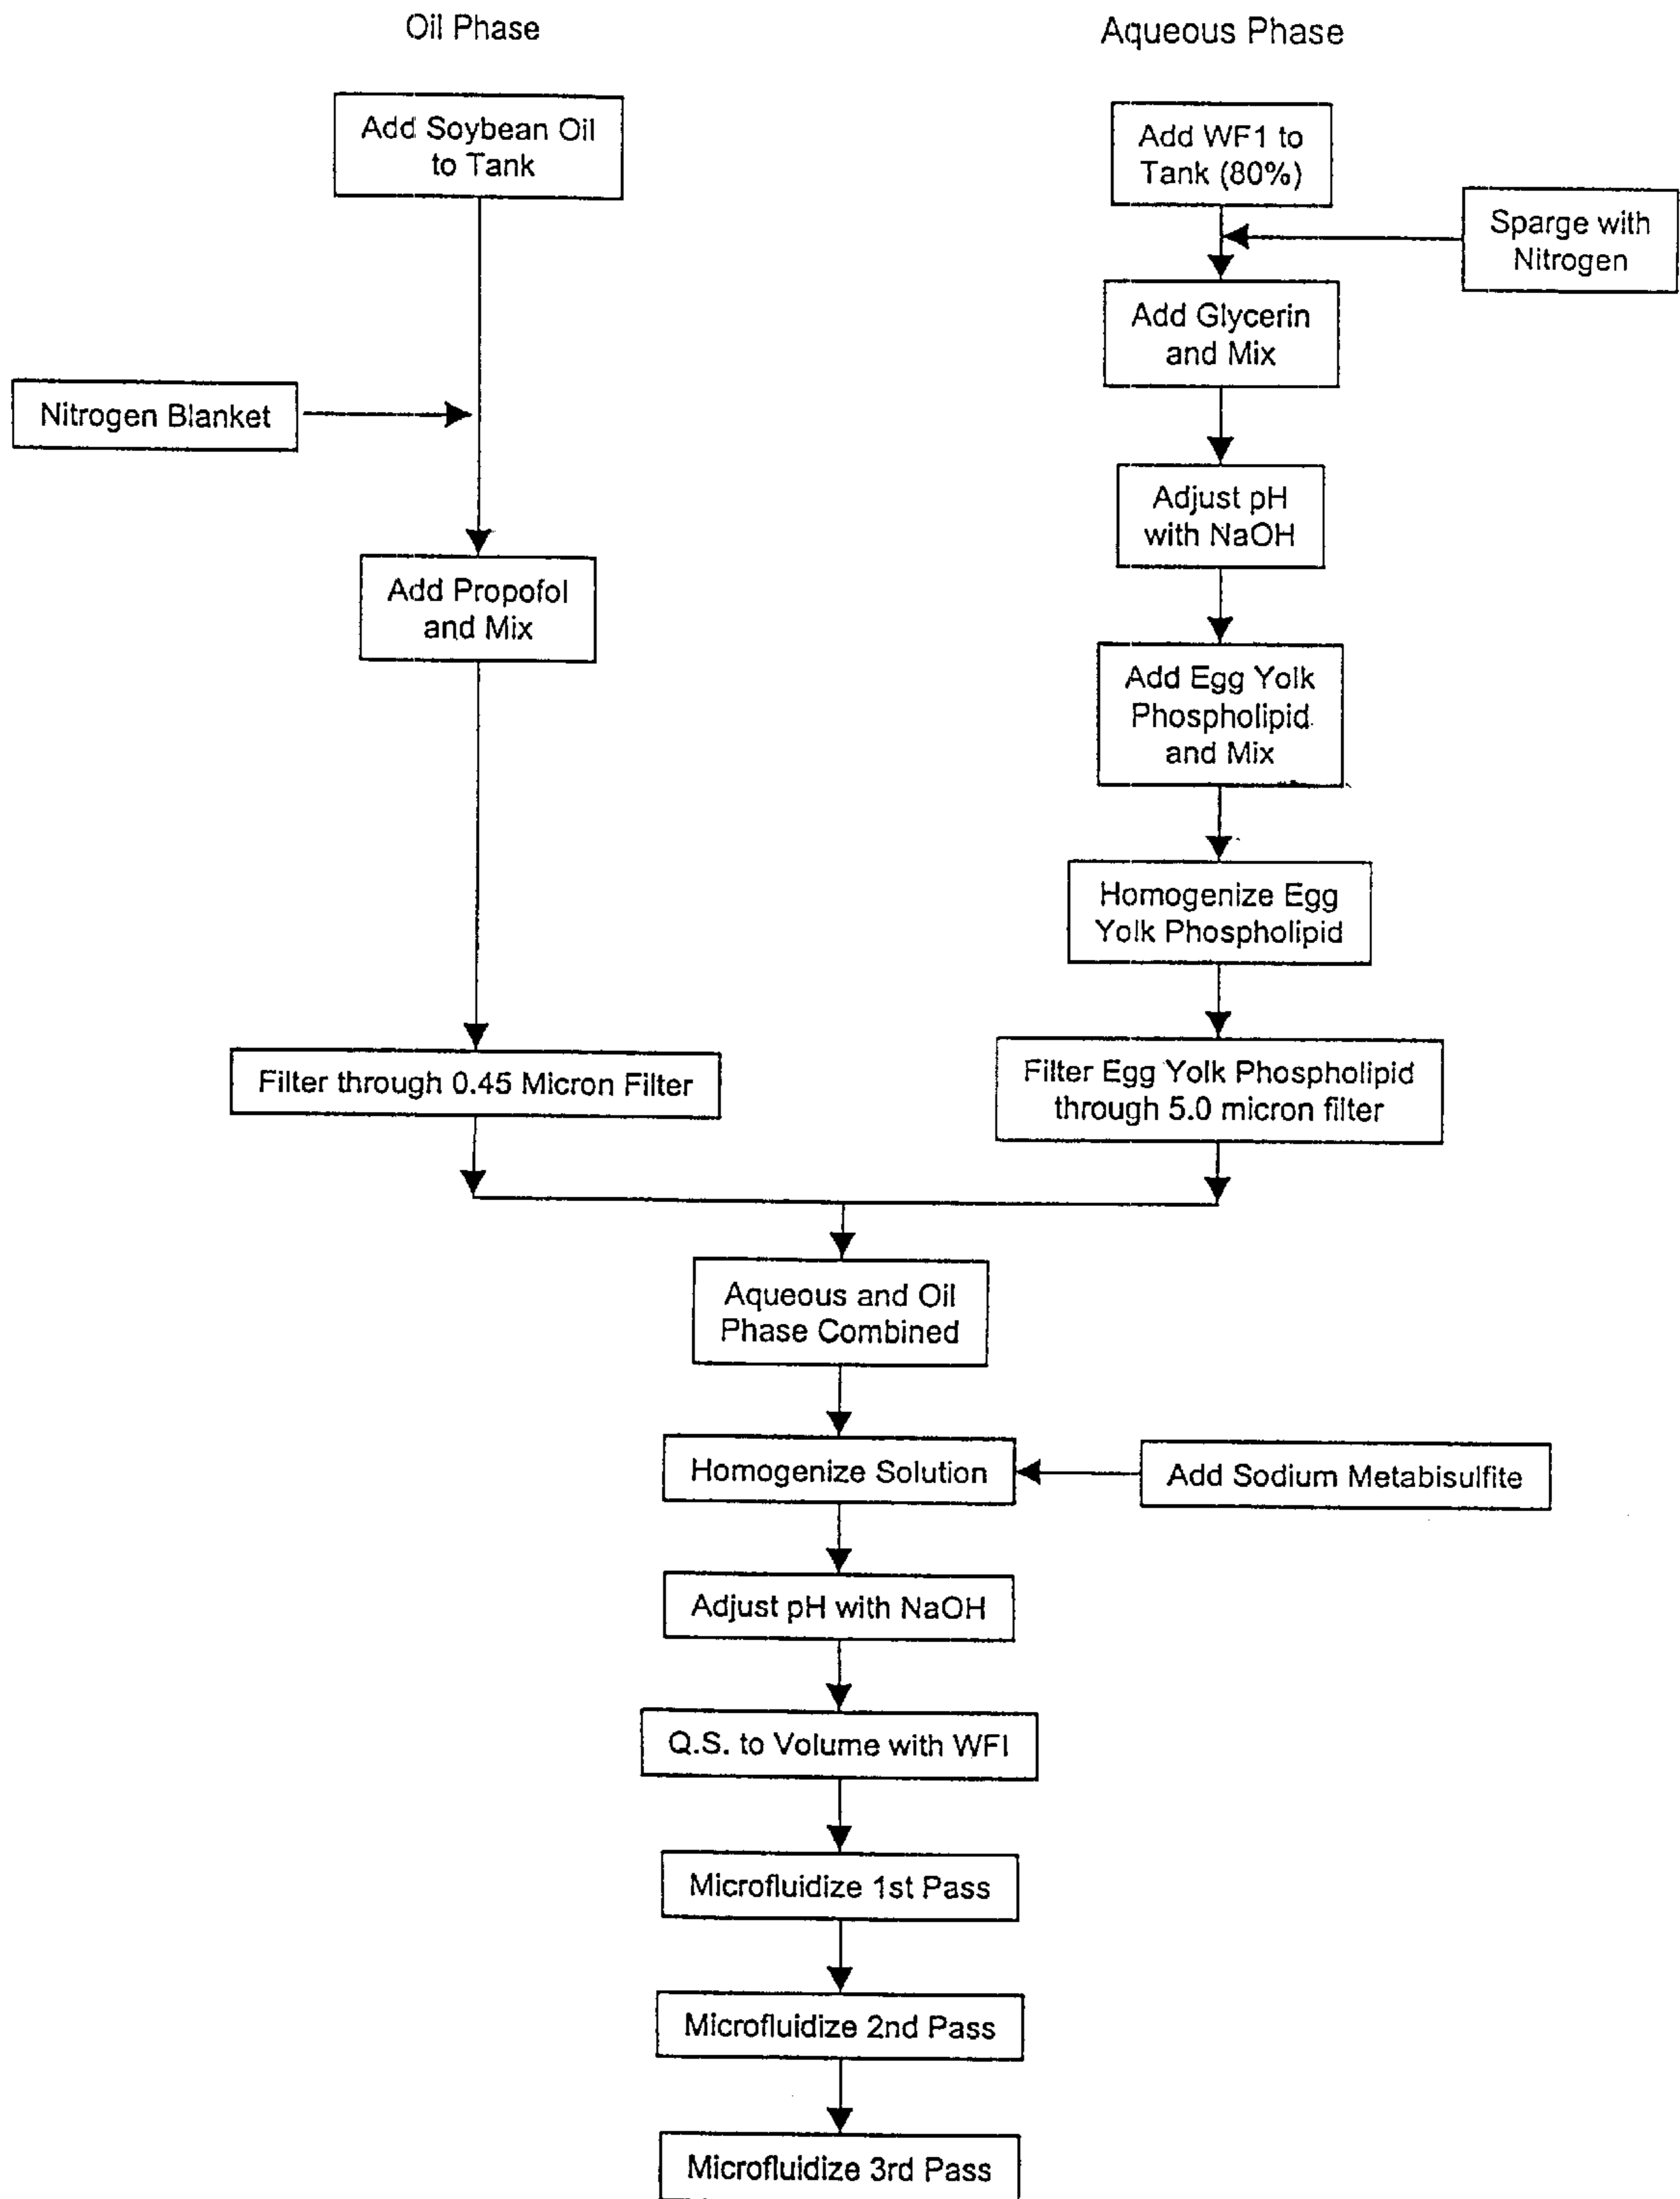 Oil Phase
Aqueous Phase
Add Soybean Oil
to Tank
Add WF1 to
Tank (80%)
Sparge with
Nitrogen
Add Glycerin
and Mix
Nitrogen Blanket
Adjust pH
with NaOH
Add Propofol
and Mix
Add Egg Yolk
Phospholipid
and Mix
Homogenize Egg
Yolk Phospholipid
Filter through 0.45 Micron Filter
Filter Egg Yolk Phospholipid
through 5.0 micron filter
Aqueous and Oil
Phase Combined
Homogenize Solution
Add Sodium Metabisulfite
Adjust pH with NaOH
Q.S. to Volume with WFI
Microfluidize 1st Pass
Microfluidize 2nd Pass
Microfluidize 3rd Pass